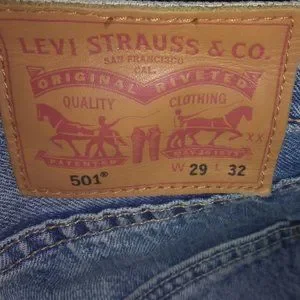 LEVI STRAUSS & CO.
SAN FRANCISCO
CAL.
ORIGINAL RIVETED
QUALITY CLOTHING
XX
PATENTED
501® W 29 L 32